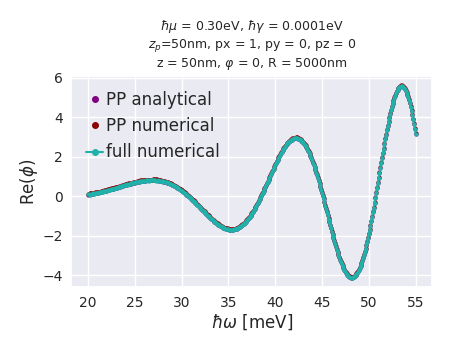 ħμ = 0.30eV, ħγ = 0.0001eV
zₚ=50nm, px = 1, py = 0, pz = 0
z = 50nm, φ = 0, R = 5000nm
6
4
2
0
−2
−4
Re(ϕ)
PP analytical
PP numerical
full numerical
20 25 30 35 40 45 50 55
ħω [meV]